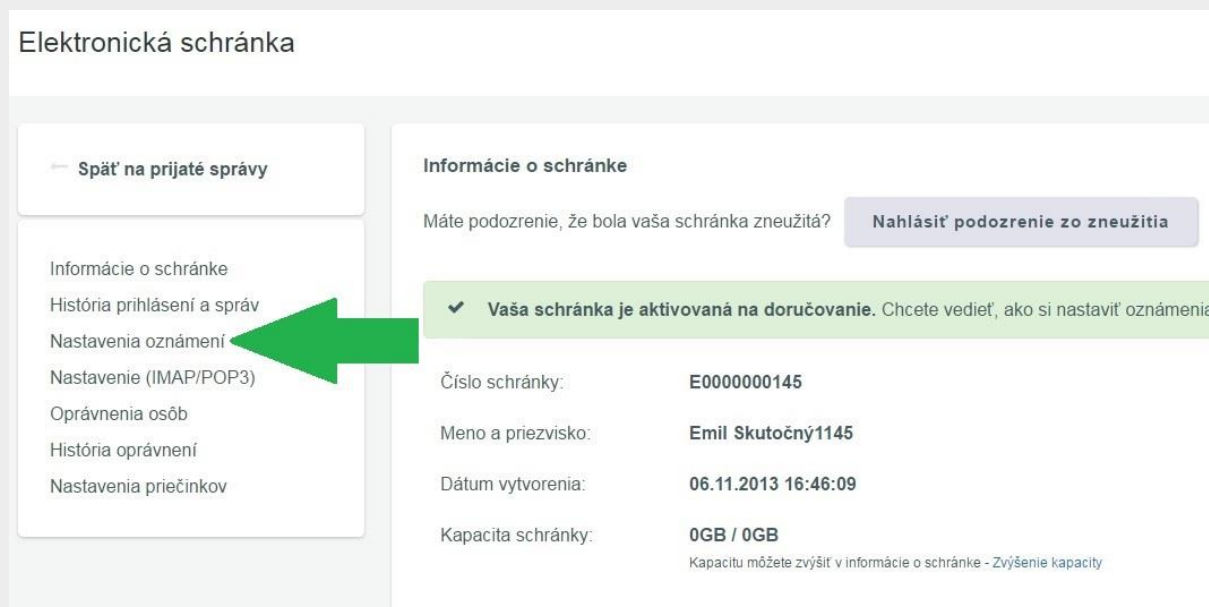 Elektronická schránka
Späť na prijaté správy
Informácie o schránke
História prihlásení a správ
Nastavenia oznámení
Nastavenie (IMAP/POP3)
Oprávnenia osôb
História oprávnení
Nastavenia priečinkov
Informácie o schránke
Máte podozrenie, že bola vaša schránka zneužitá? Nahlásiť podozrenie zo zneužitia
Vaša schránka je aktivovaná na doručovanie. Chcete vedieť, ako si nastaviť oznámenia
Číslo schránky: E0000000145
Meno a priezvisko: Emil Skutočný1145
Dátum vytvorenia: 06.11.2013 16:46:09
Kapacita schránky: 0GB / 0GB
Kapacitu môžete zvýšiť v informácie o schránke - Zvýšenie kapacity